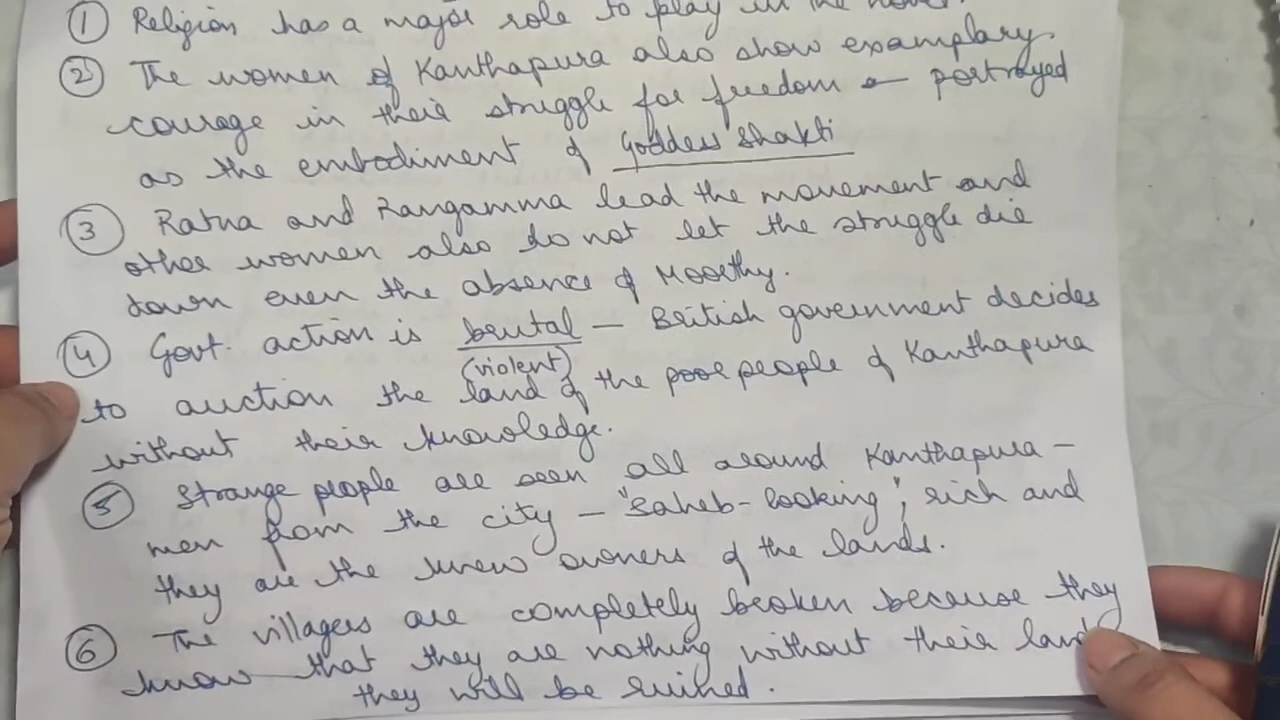 ① Religion has a major role to play in the novel.
② The women of Kanthapura also show examplary
courage in their struggle for freedom - portrayed
as the embodiment of Goddess Shakti
③ Ratna and Rangamma lead the movement and
other women also do not let the struggle die
down even the absence of Moorthy.
④ Govt. action is brutal - British government decides
(violent)
to auction the land of the poor people of Kanthapura
without their knowledge.
⑤ Strange people are seen all around Kanthapura -
men from the city - "Saheb-looking", rich and
they are the new owners of the lands.
⑥ The villagers are completely broken because they
know that they are nothing without their land
they will be ruined.